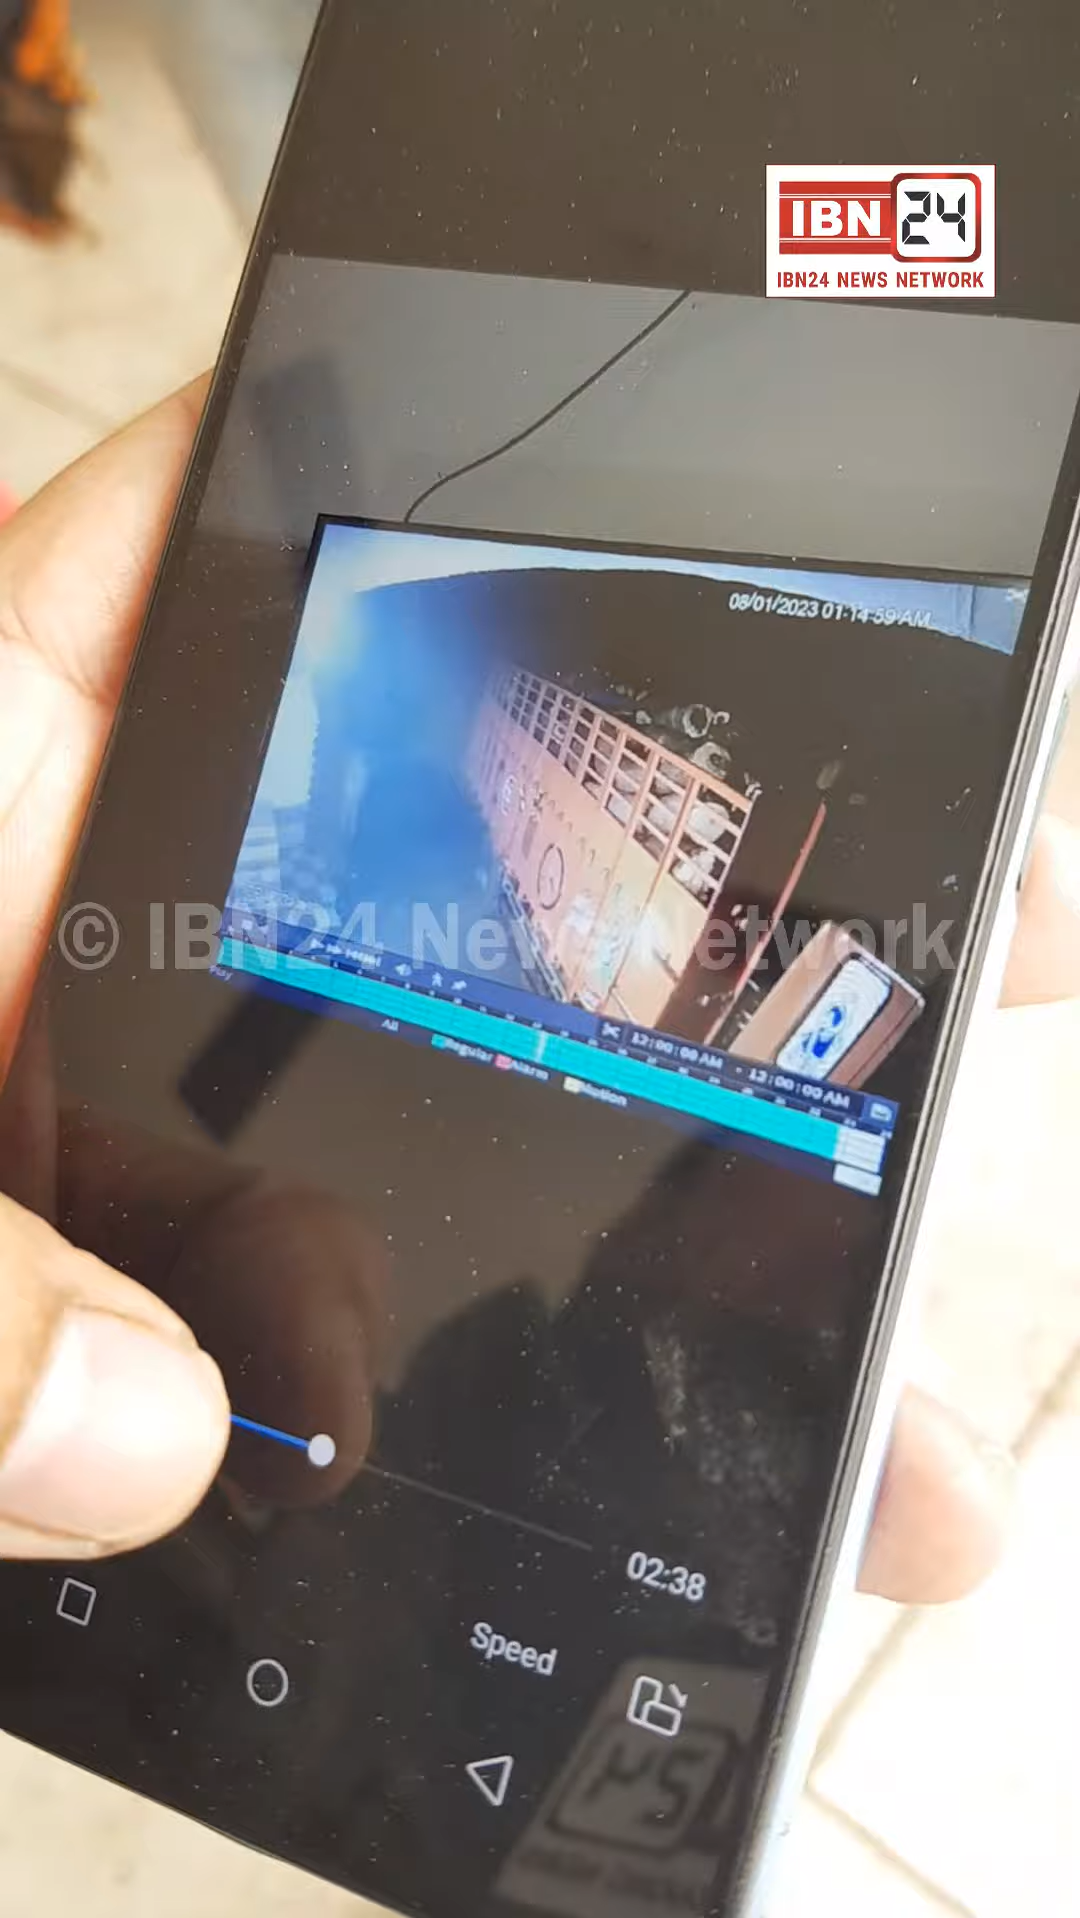 IBN 24
IBN24 NEWS NETWORK
08/01/2023 01:14:59 AM
© IBN24 News Network
Play
All
Regular
Alarm
Motion
12:00:00 AM - 12:00:00 AM
02:38
Speed